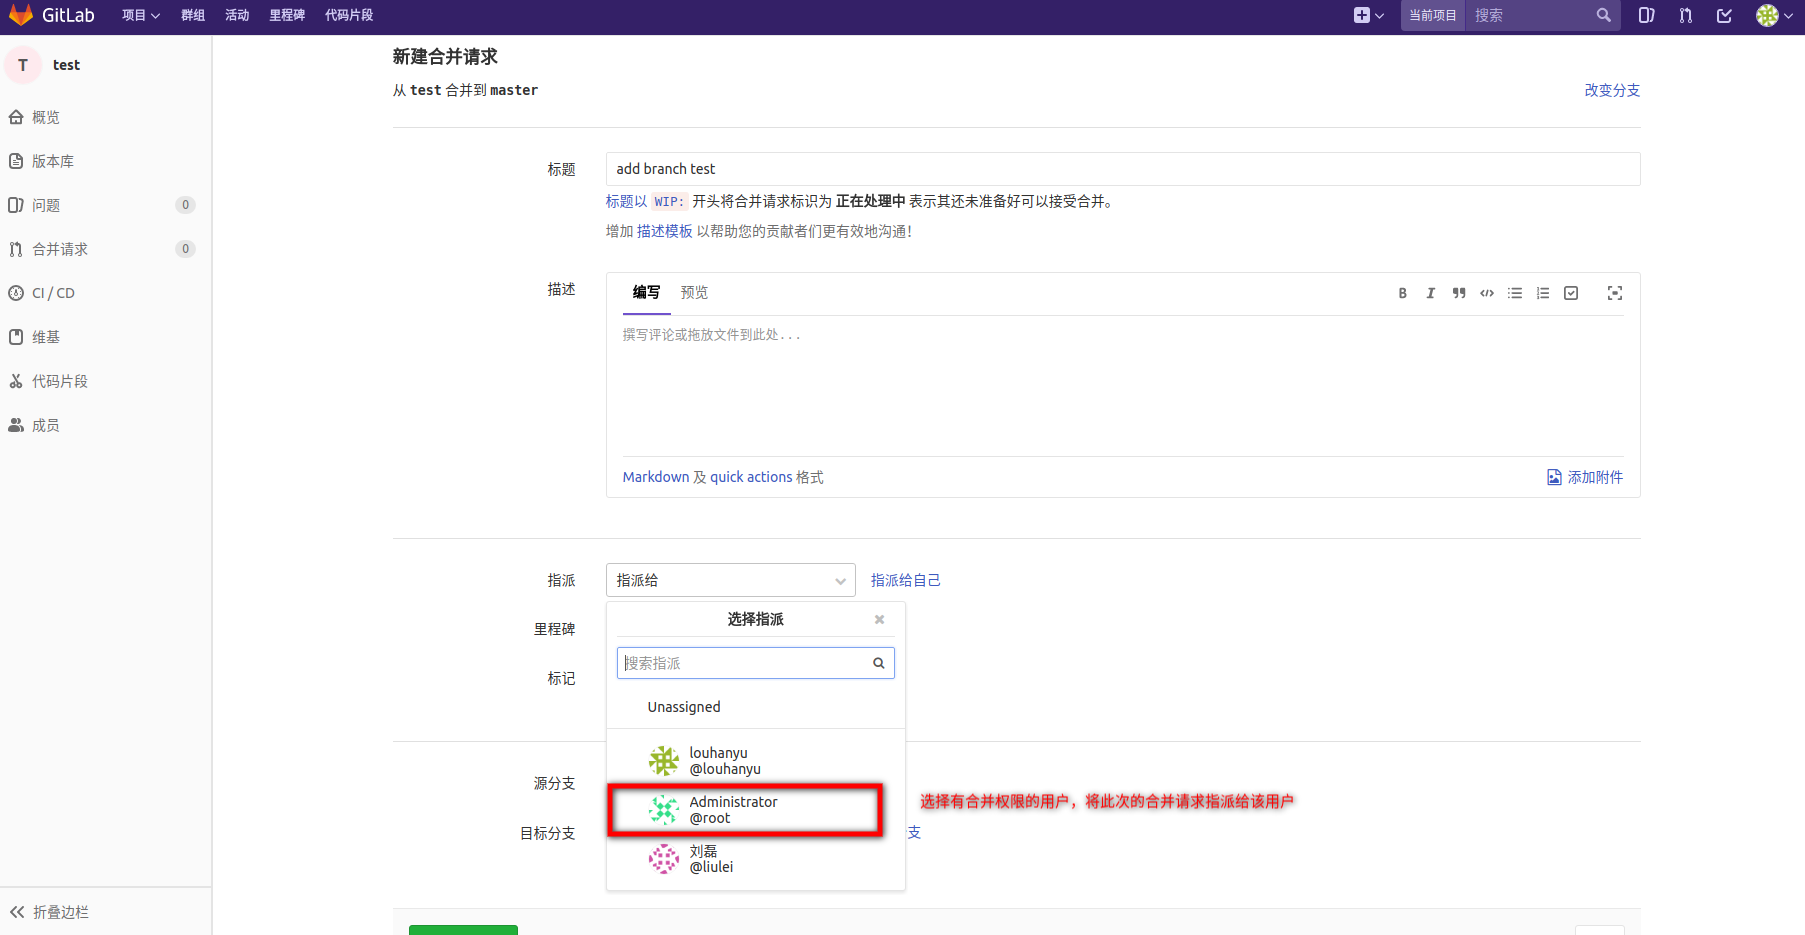 GitLab 项目 群组 活动 里程碑 代码片段 当前项目 搜索
T test
概览
版本库
问题 0
合并请求 0
CI / CD
维基
代码片段
成员
折叠边栏
新建合并请求
从 test 合并到 master 改变分支
标题 add branch test
标题以 WIP: 开头将合并请求标识为 正在处理中 表示其还未准备好可以接受合并。
增加 描述模板 以帮助您的贡献者们更有效地沟通！
描述 编写 预览
撰写评论或拖放文件到此处...
Markdown 及 quick actions 格式 添加附件
指派 指派给 指派给自己
选择指派
里程碑
搜索指派
标记
Unassigned
louhanyu
@louhanyu
源分支
Administrator
@root
选择有合并权限的用户，将此次的合并请求指派给该用户
目标分支 支
刘磊
@liulei